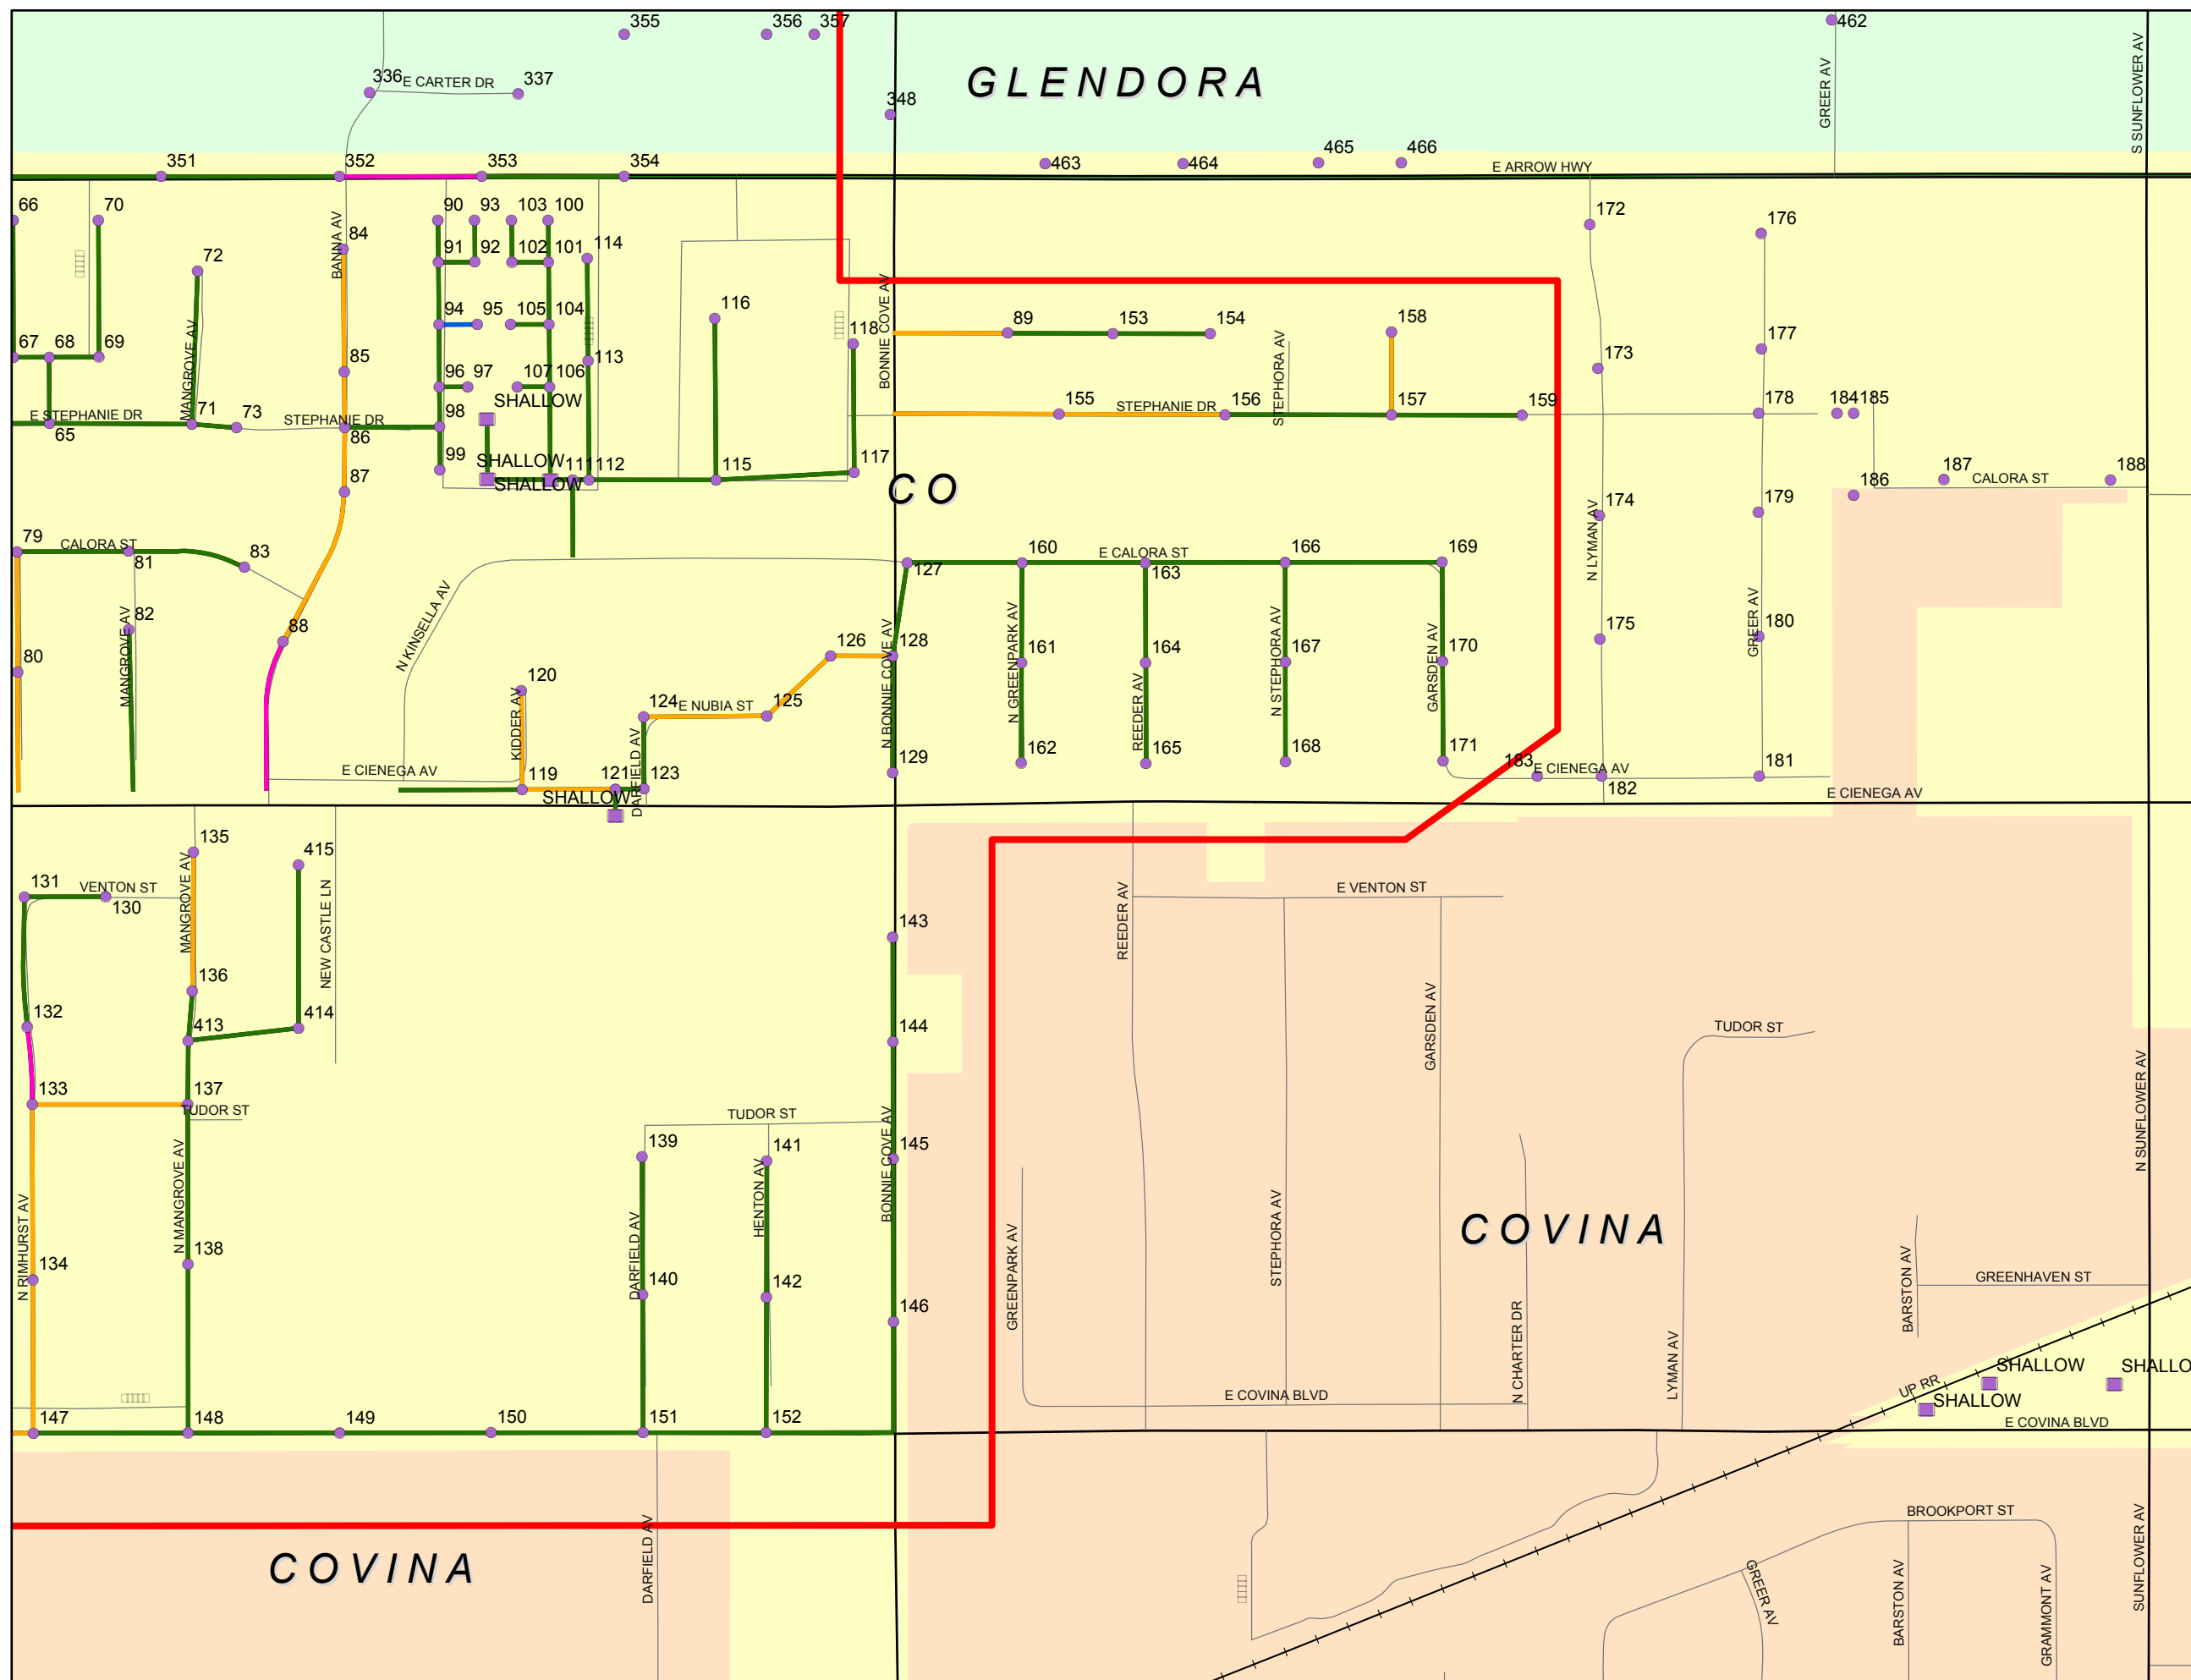 355
356
357
462
336
E CARTER DR
337
GLENDORA
GREER AV
S SUNFLOWER AV
348
351
352
353
354
463
464
465
466
E ARROW HWY
66
70
90
93
103
100
172
176
BANNA AV
84
91
92
102
101
114
72
94
95
105
104
116
118
BONNIE COVE AV
89
153
154
158
177
67
68
69
MANGROVE AV
85
96
97
107
106
113
STEPHORA AV
173
SHALLOW
E STEPHANIE DR
71
73
STEPHANIE DR
98
155
STEPHANIE DR
156
157
159
178
184
185
65
86
99
SHALLOW
111
112
115
117
SHALLOW
87
CO
N LYMAN AV
174
179
186
187
CALORA ST
188
79
CALORA ST
81
83
127
160
E CALORA ST
163
166
169
82
MANGROVE AV
88
N KINSELLA AV
126
128
N BONNIE COVE AV
N GREENPARK AV
161
164
REEDER AV
N STEPHORA AV
167
GARSDEN AV
170
175
GREER AV
180
80
120
KIDDER AV
124
E NUBIA ST
125
DARFIELD AV
E CIENEGA AV
119
121
123
129
162
165
168
171
183
E CIENEGA AV
181
182
E CIENEGA AV
SHALLOW
135
415
131
VENTON ST
130
MANGROVE AV
NEW CASTLE LN
143
REEDER AV
E VENTON ST
136
132
413
414
144
GARSDEN AV
TUDOR ST
133
137
TUDOR ST
N SUNFLOWER AV
TUDOR ST
139
141
145
N MANGROVE AV
HENTON AV
BONNIE COVE AV
N RIMHURST AV
138
DARFIELD AV
STEPHORA AV
COVINA
134
140
142
146
GREENPARK AV
N CHARTER DR
LYMAN AV
BARSTON AV
GREENHAVEN ST
SHALLOW
SHALLO
UP RR
SHALLOW
E COVINA BLVD
E COVINA BLVD
147
148
149
150
151
152
BROOKPORT ST
COVINA
DARFIELD AV
GREER AV
BARSTON AV
GRAMMONT AV
SUNFLOWER AV